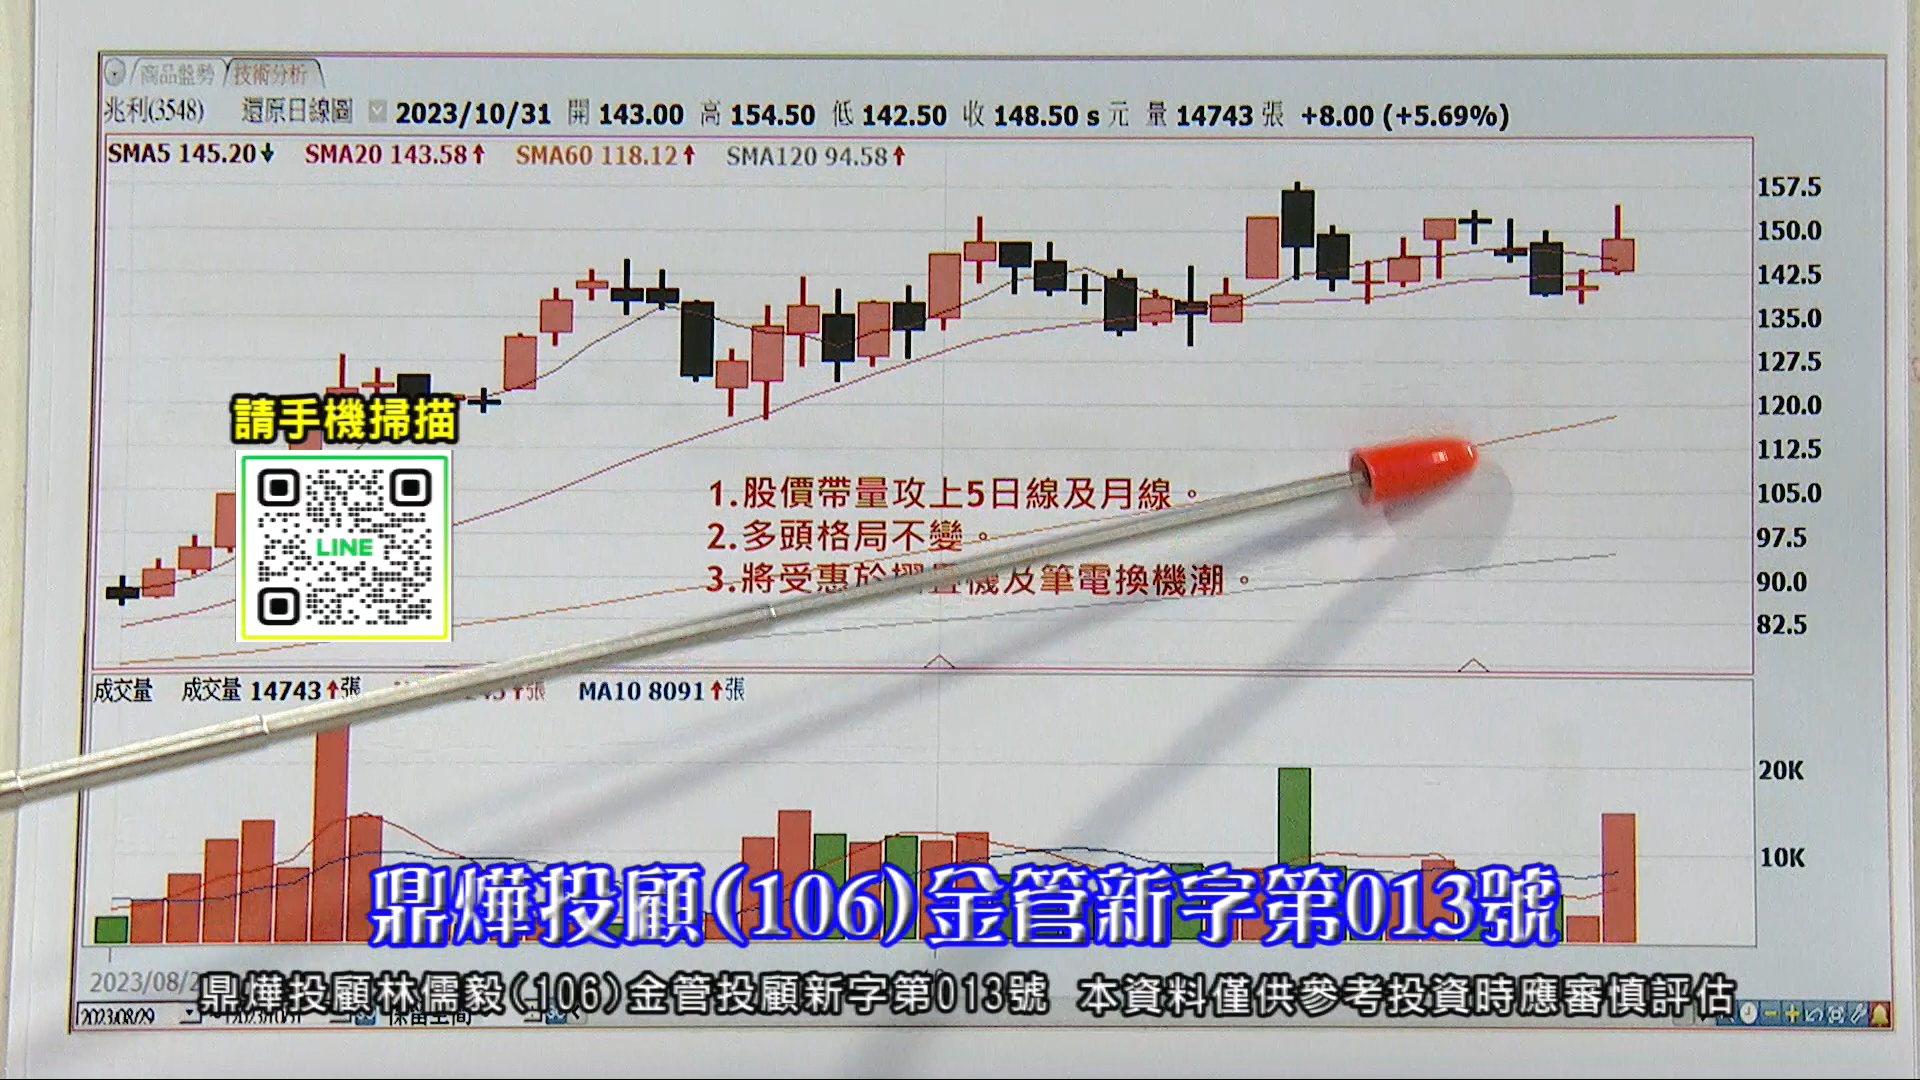 商品盤勢 技術分析
兆利(3548) 還原日線圖 2023/10/31 開 143.00 高 154.50 低 142.50 收 148.50 s 元 量 14743 張 +8.00 (+5.69%)
SMA5 145.20↓ SMA20 143.58↑ SMA60 118.12↑ SMA120 94.58↑
157.5
150.0
142.5
135.0
127.5
120.0
112.5
105.0
97.5
90.0
82.5
請手機掃描
LINE
1.股價帶量攻上5日線及月線。
2.多頭格局不變。
3.將受惠於摺疊機及筆電換機潮。
成交量 成交量 14743↑張 ↑張 MA10 8091↑張
20K
10K
鼎燁投顧(106)金管新字第013號
2023/08/2
鼎燁投顧林儒毅(106)金管投顧新字第013號 本資料僅供參考投資時應審慎評估
2023/08/29